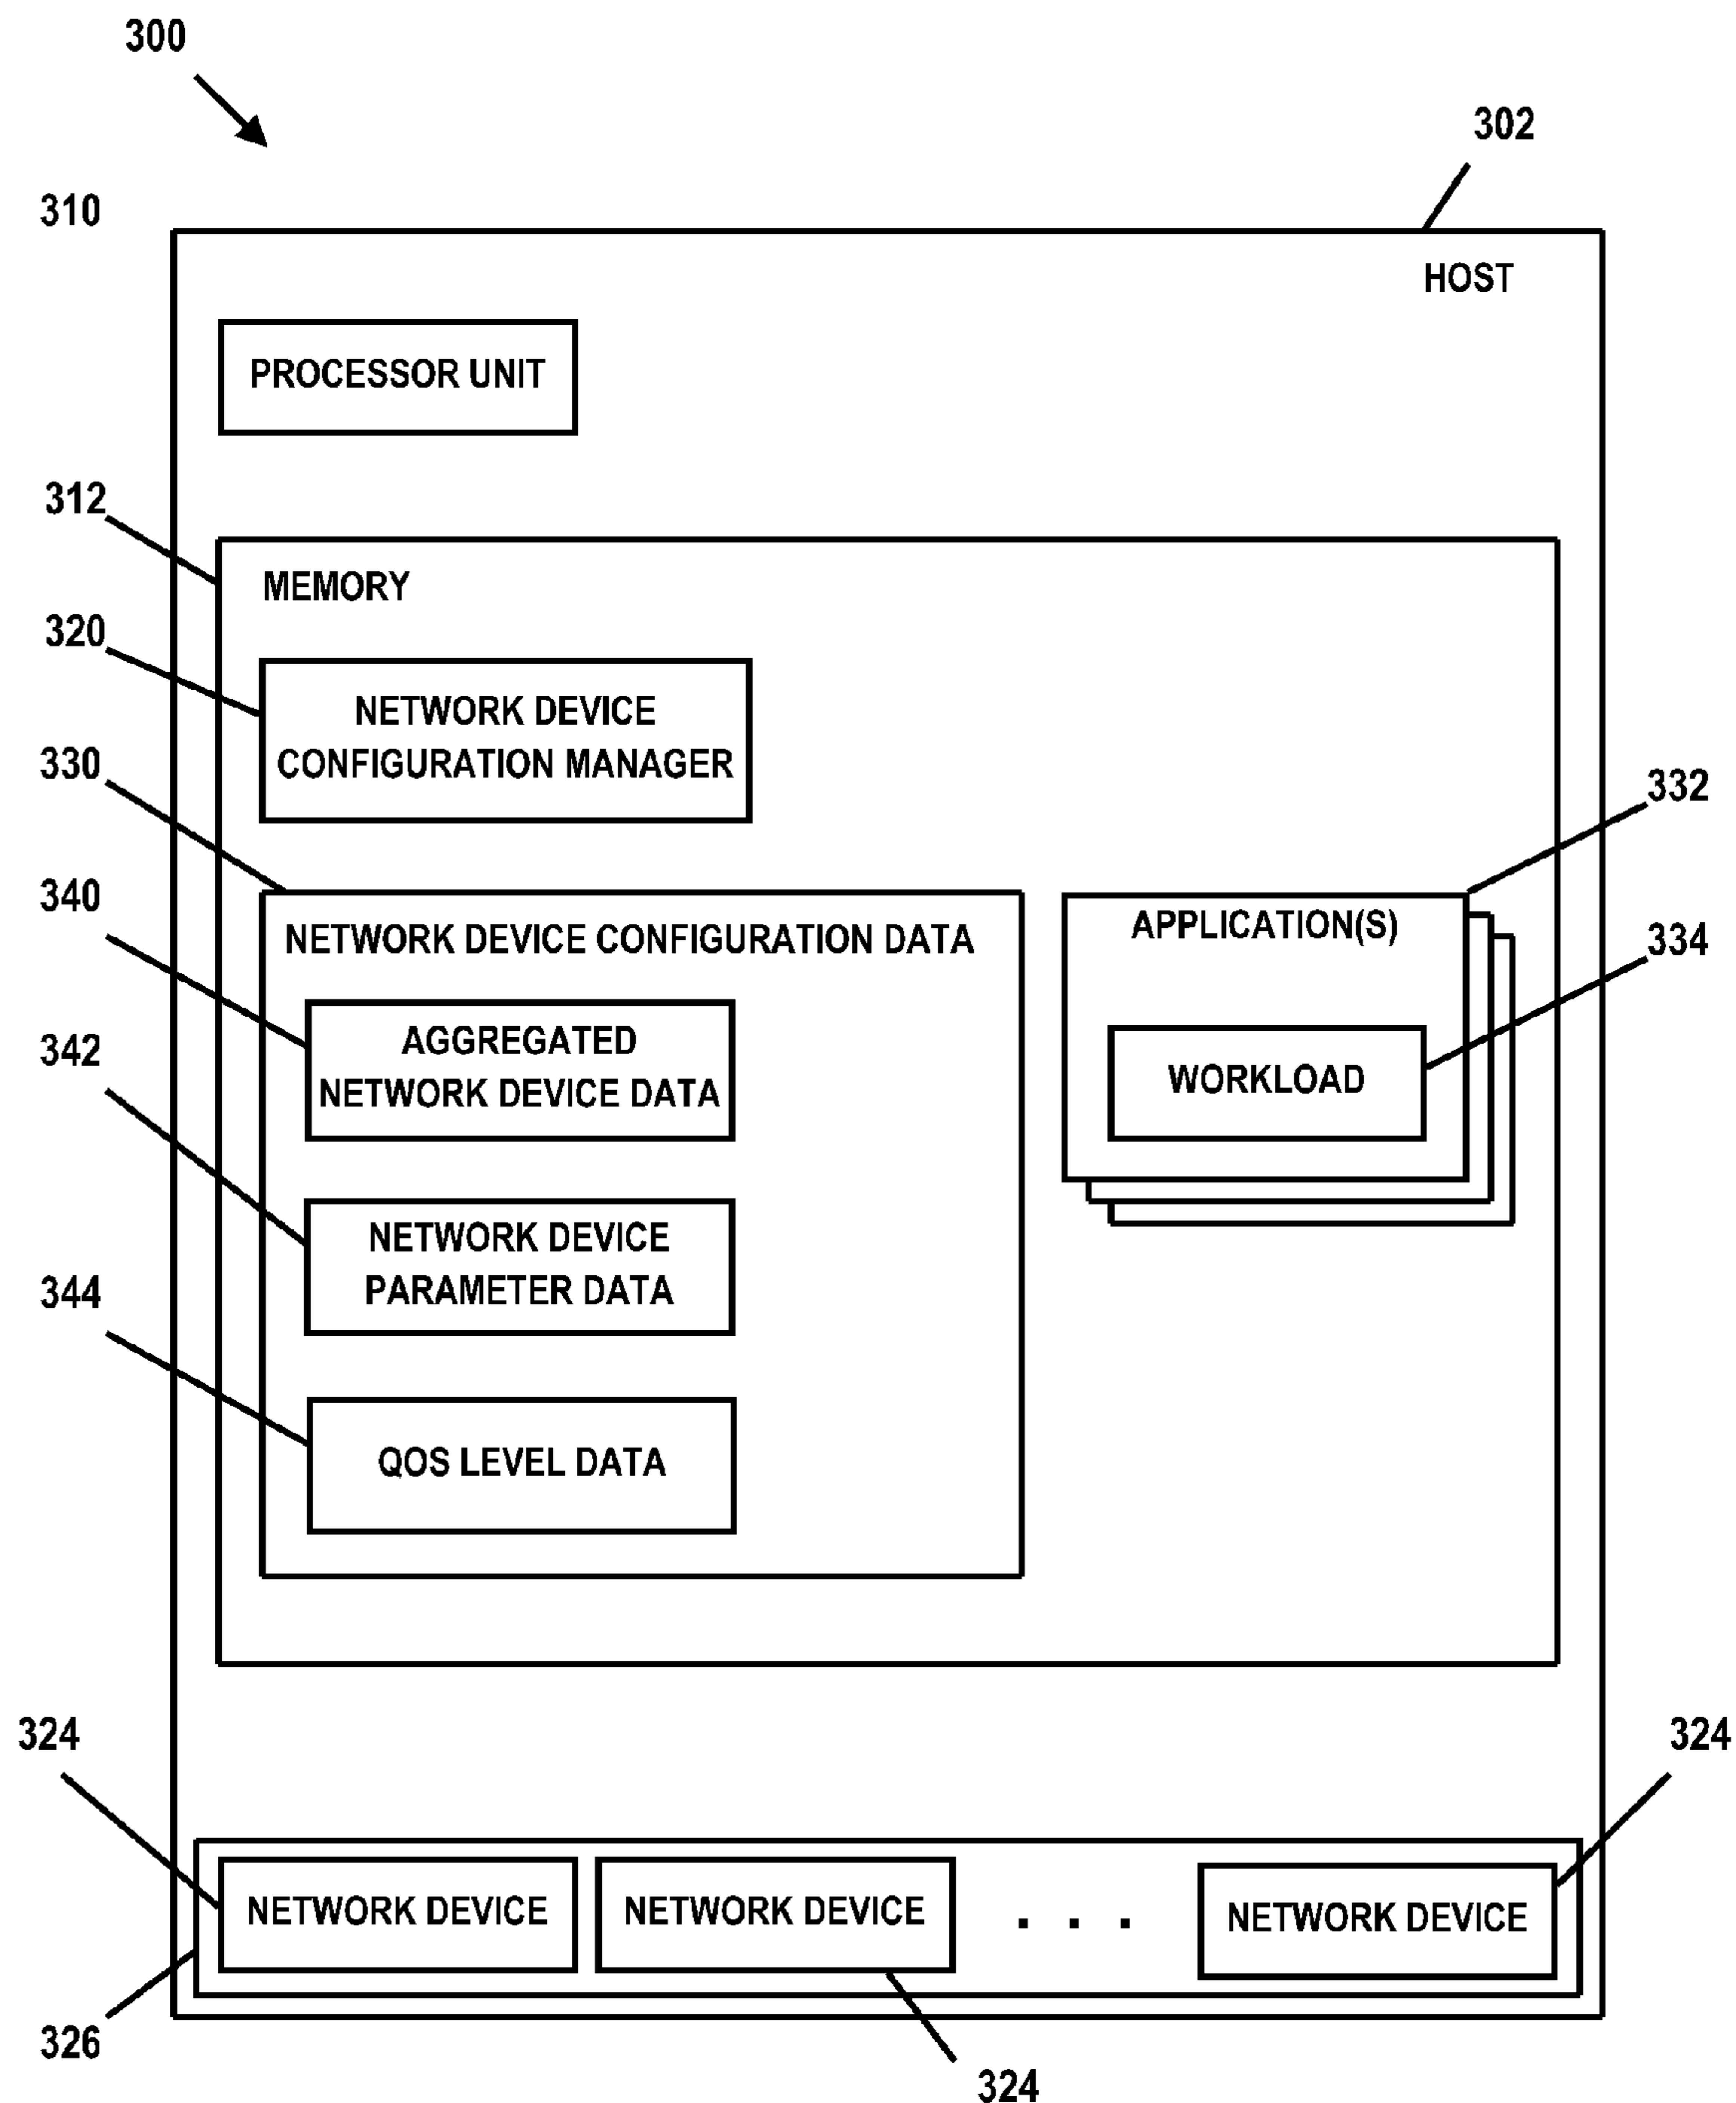 300
302
310
HOST
PROCESSOR UNIT
312
MEMORY
320
NETWORK DEVICE
CONFIGURATION MANAGER
330
332
340
NETWORK DEVICE CONFIGURATION DATA
APPLICATION(S)
334
AGGREGATED
NETWORK DEVICE DATA
342
WORKLOAD
NETWORK DEVICE
PARAMETER DATA
344
QOS LEVEL DATA
324
324
NETWORK DEVICE
NETWORK DEVICE
. . .
NETWORK DEVICE
326
324